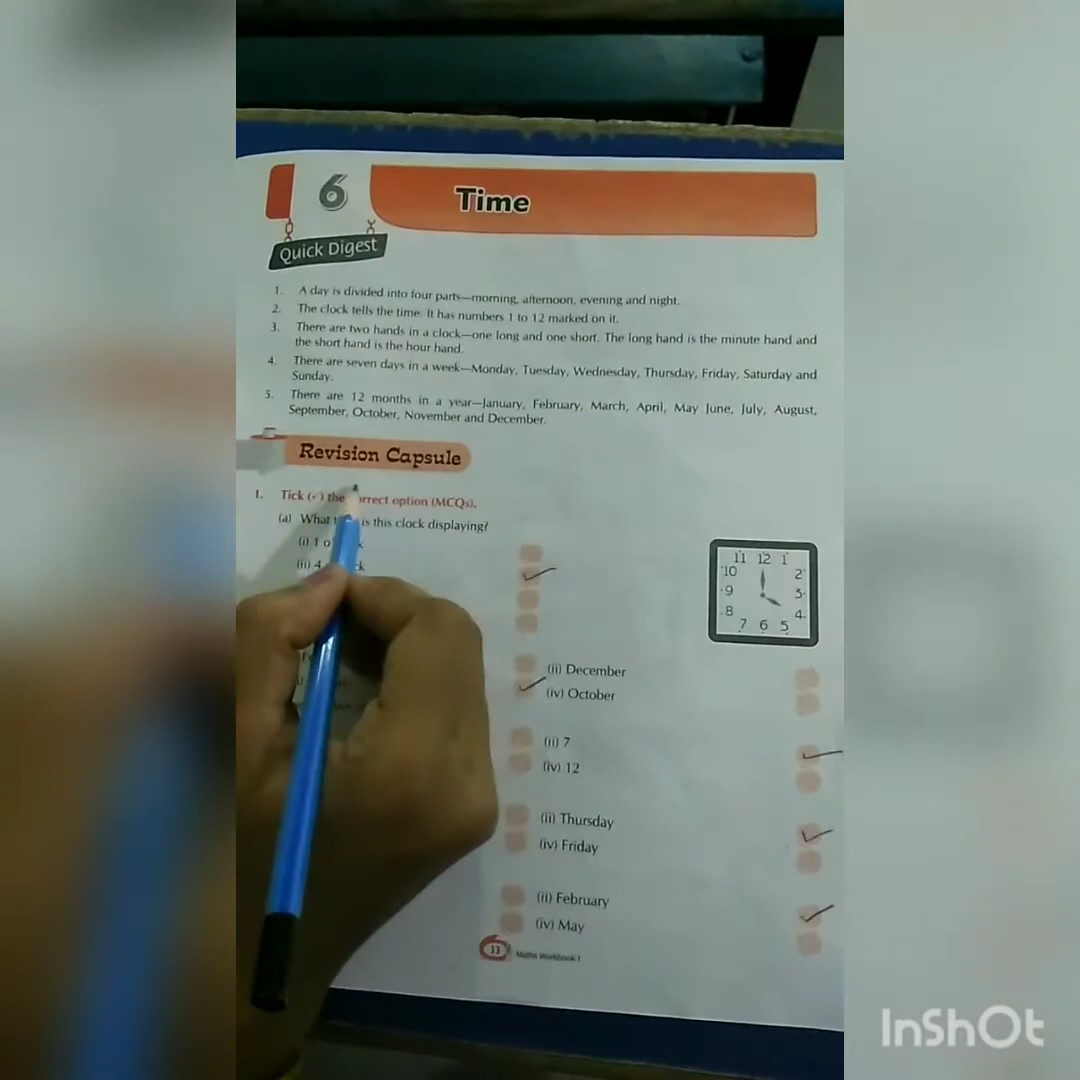 6
Time
Quick Digest
1. A day is divided into four parts—morning, afternoon, evening and night.
2. The clock tells the time. It has numbers 1 to 12 marked on it.
3. There are two hands in a clock—one long and one short. The long hand is the minute hand and
the short hand is the hour hand.
4. There are seven days in a week—Monday, Tuesday, Wednesday, Thursday, Friday, Saturday and
Sunday.
5. There are 12 months in a year—January, February, March, April, May June, July, August,
September, October, November and December.
Revision Capsule
1. Tick (✓) the correct option (MCQs).
(a) What is this clock displaying?
(i) 1
(ii) 4
11 12 1
10 2
9 3
8 4
7 6 5
(ii) December
(iv) October
(ii) 7
(iv) 12
(ii) Thursday
(iv) Friday
(ii) February
(iv) May
33 Maths Workbook-1
InShOt